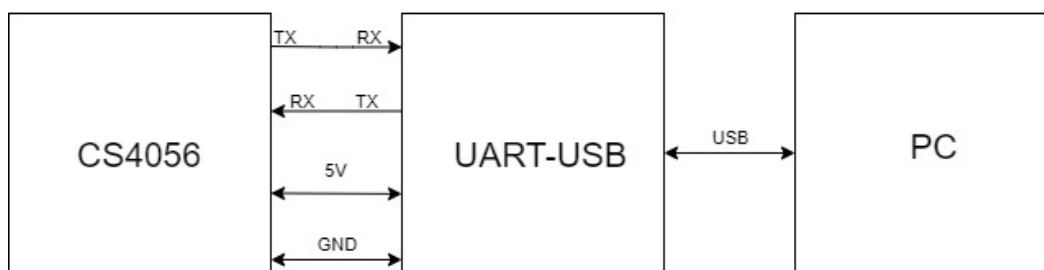 TX RX
RX TX
CS4056
UART-USB
USB
PC
5V
GND